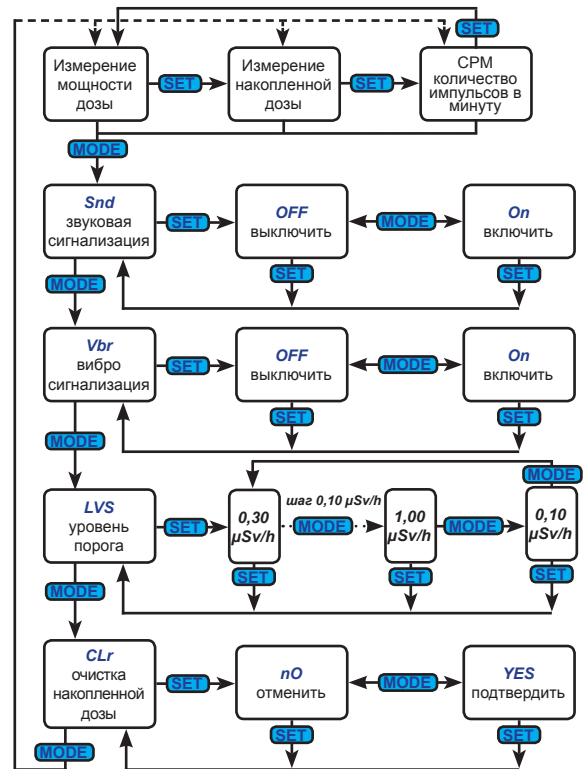 SET
Измерение
мощности
дозы
SET
Измерение
накопленной
дозы
SET
СРМ
количество
импульсов в
минуту
MODE
Snd
звуковая
сигнализация
SET
OFF
выключить
MODE
On
включить
SET
SET
MODE
Vbr
вибро
сигнализация
SET
OFF
выключить
MODE
On
включить
SET
SET
MODE
LVS
уровень
порога
SET
0,30
µSv/h
шаг 0,10 µSv/h
MODE
1,00
µSv/h
MODE
MODE
0,10
µSv/h
SET
SET
SET
MODE
CLr
очистка
накопленной
дозы
SET
nO
отменить
MODE
YES
подтвердить
MODE
SET
SET